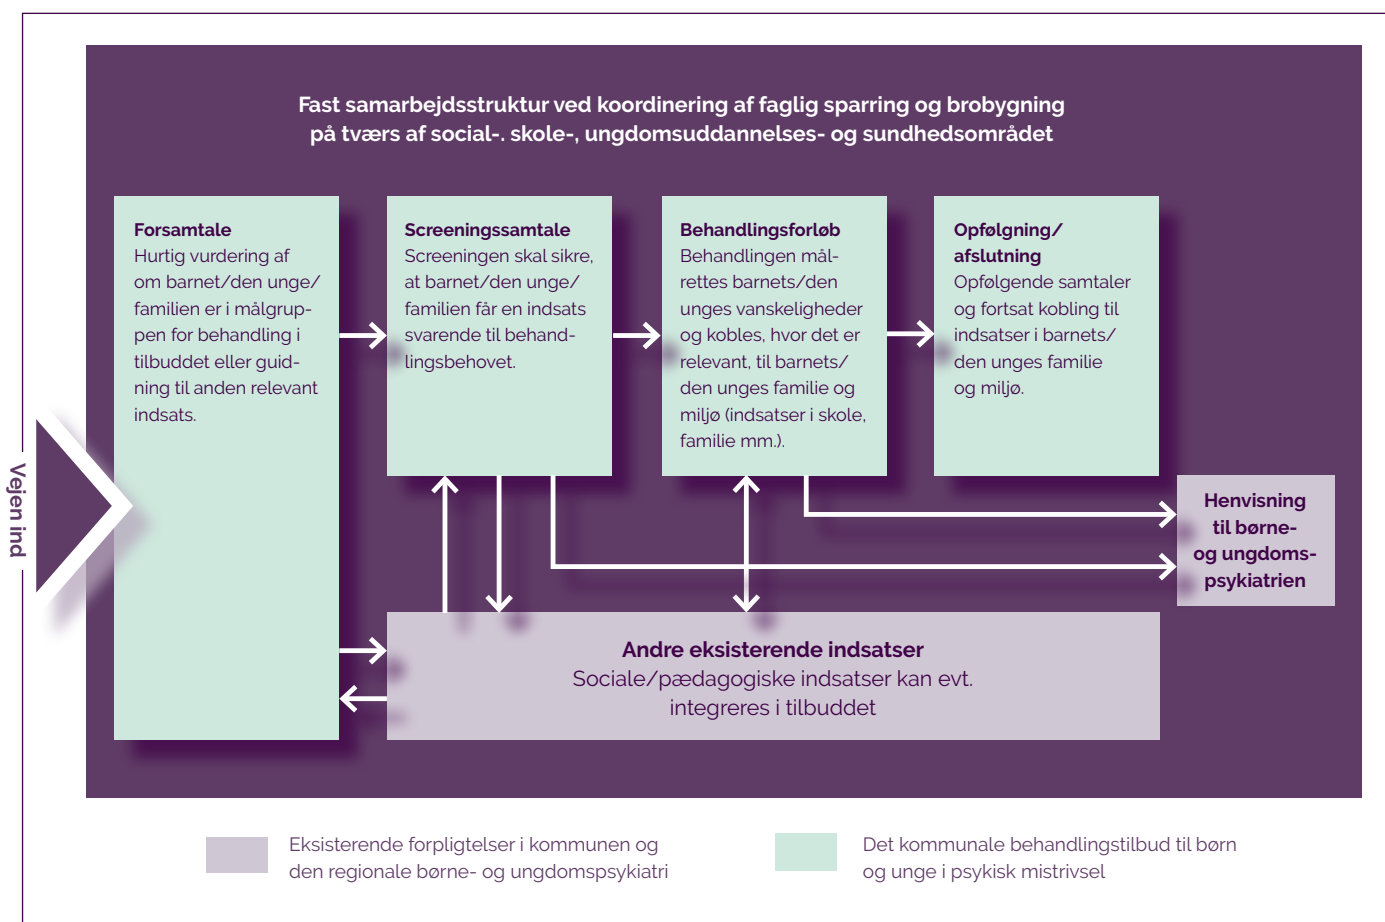 Fast samarbejdsstruktur ved koordinering af faglig sparring og brobygning
på tværs af social-. skole-, ungdomsuddannelses- og sundhedsområdet
Vejen ind
Forsamtale
Hurtig vurdering af
om barnet/den unge/
familien er i målgrup-
pen for behandling i
tilbuddet eller guid-
ning til anden relevant
indsats.
Screeningssamtale
Screeningen skal sikre,
at barnet/den unge/
familien får en indsats
svarende til behand-
lingsbehovet.
Behandlingsforløb
Behandlingen mål-
rettes barnets/den
unges vanskeligheder
og kobles, hvor det er
relevant, til barnets/
den unges familie og
miljø (indsatser i skole,
familie mm.).
Opfølgning/
afslutning
Opfølgende samtaler
og fortsat kobling til
indsatser i barnets/
den unges familie
og miljø.
Henvisning
til børne-
og ungdoms-
psykiatrien
Andre eksisterende indsatser
Sociale/pædagogiske indsatser kan evt.
integreres i tilbuddet
Eksisterende forpligtelser i kommunen og
den regionale børne- og ungdomspsykiatri
Det kommunale behandlingstilbud til børn
og unge i psykisk mistrivsel